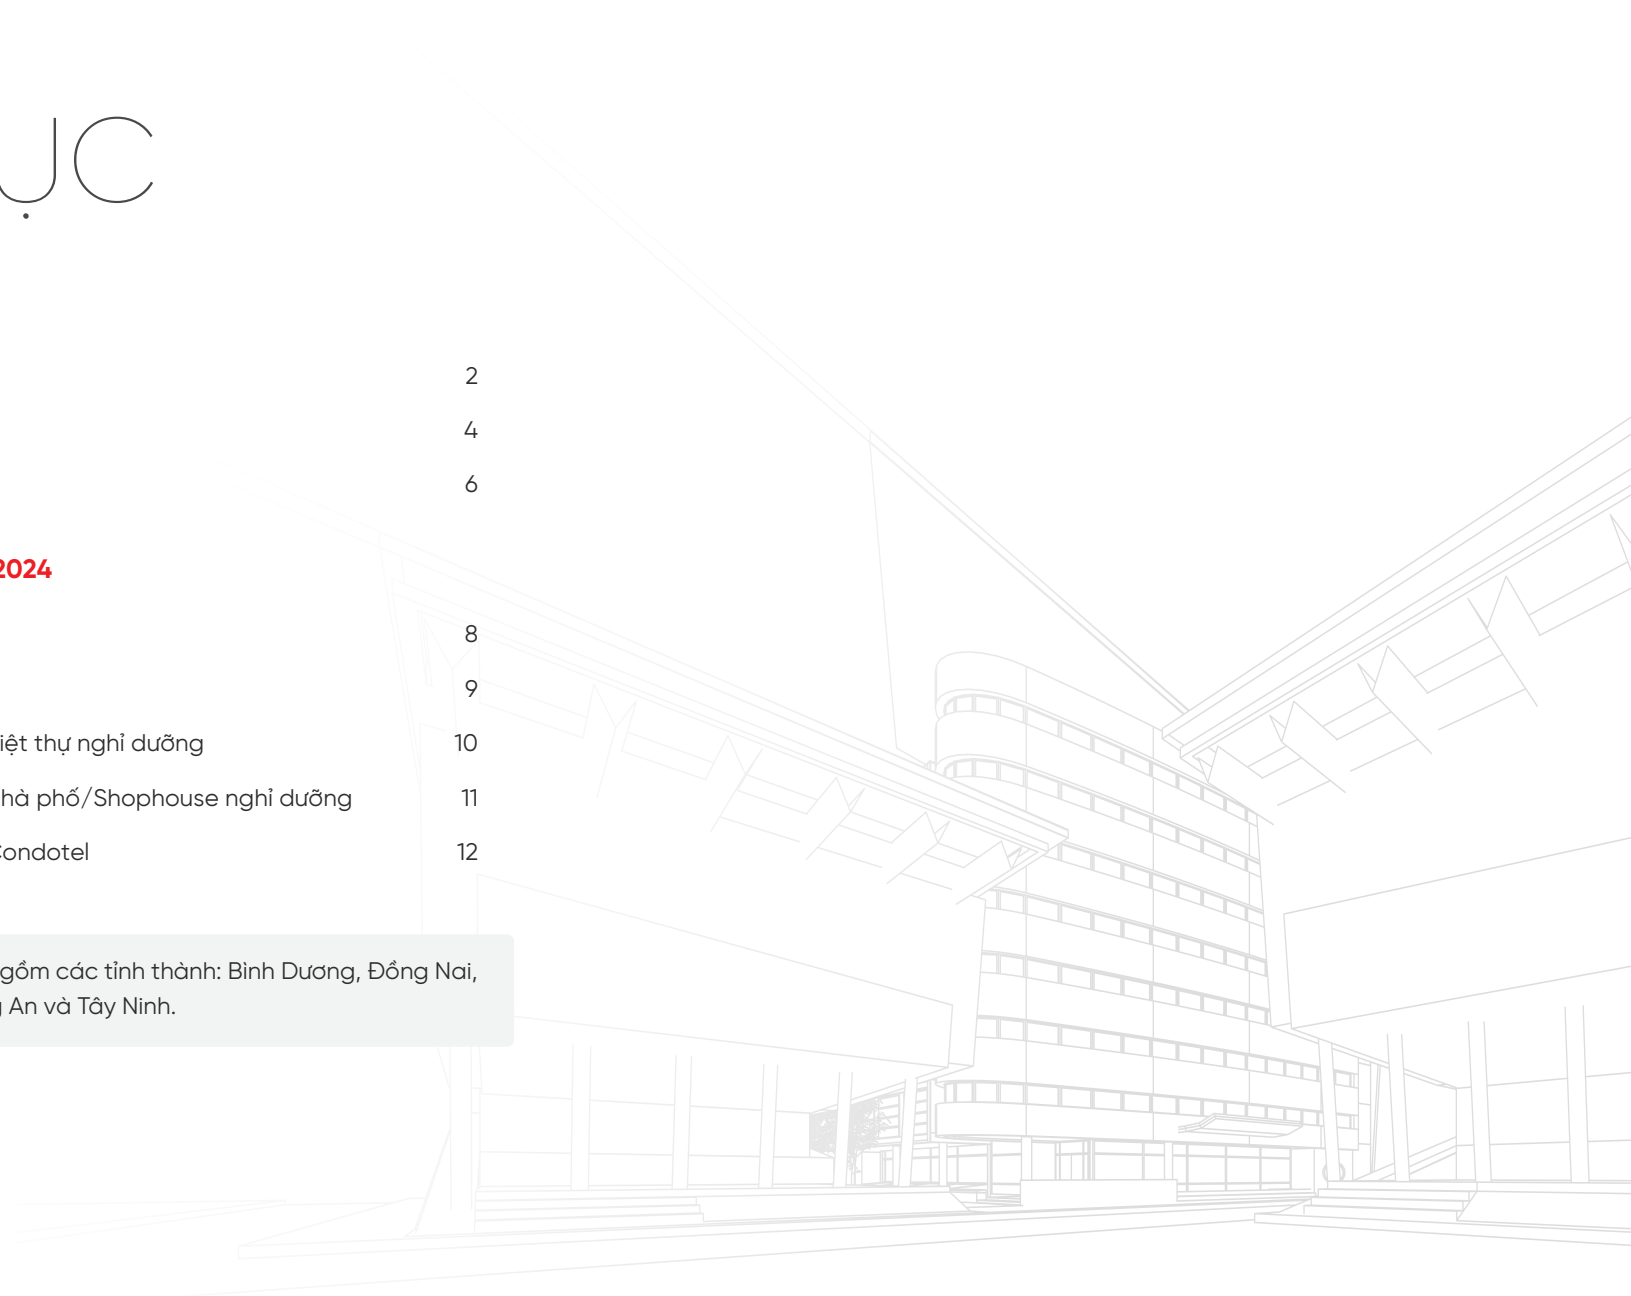 ỤC
2
4
6
2024
8
9
iệt thự nghỉ dưỡng 10
hà phố/Shophouse nghỉ dưỡng 11
Condotel 12
gồm các tỉnh thành: Bình Dương, Đồng Nai,
g An và Tây Ninh.